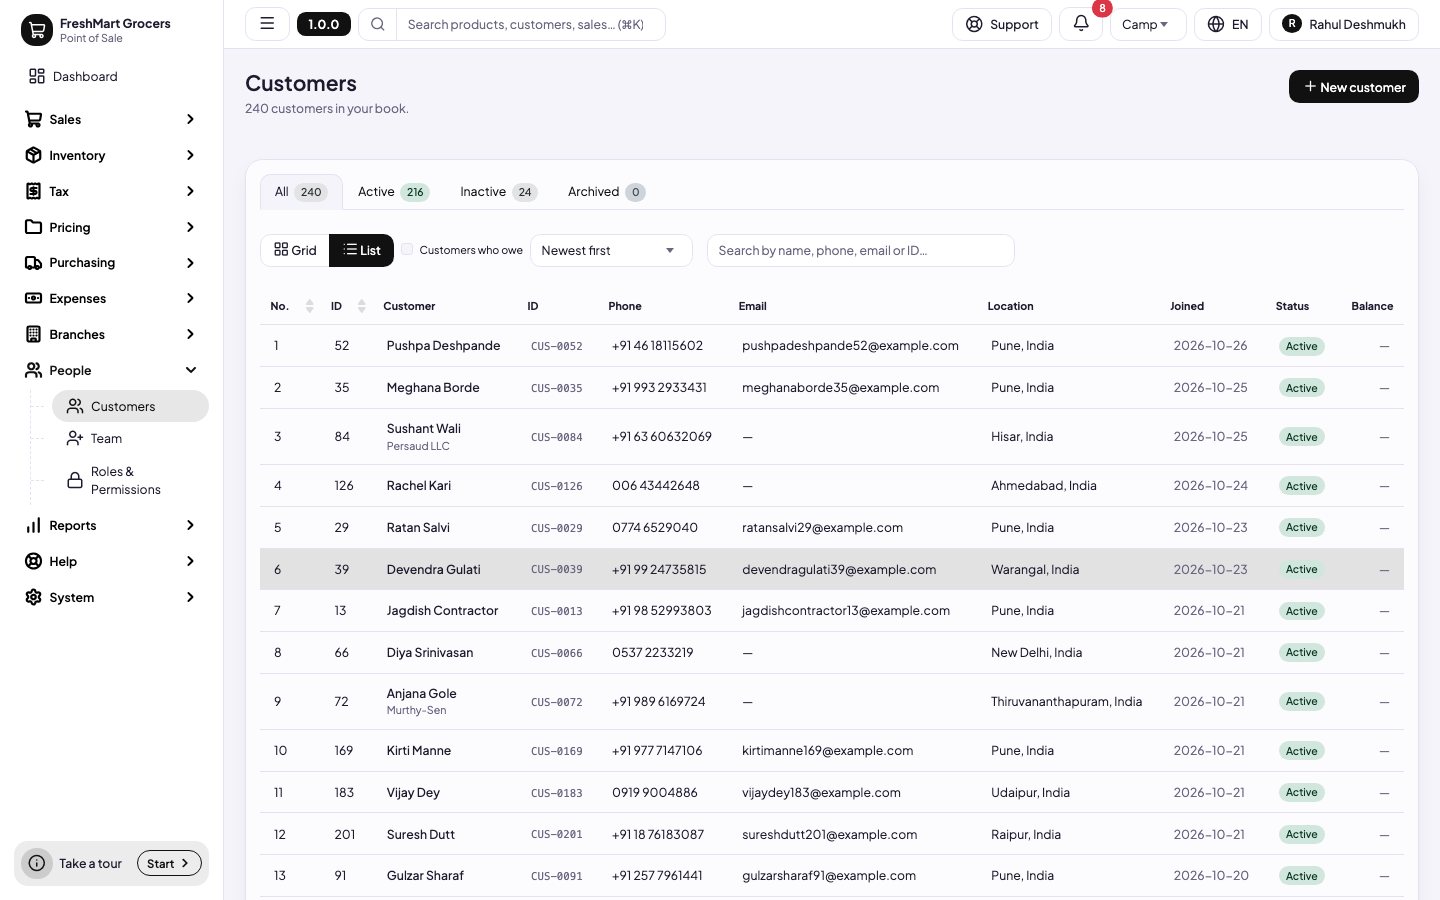 FreshMart Grocers
Point of Sale
1.0.0
Search products, customers, sales... (⌘K)
Support
8
Camp
EN
R
Rahul Deshmukh
Dashboard
Sales
Inventory
Tax
Pricing
Purchasing
Expenses
Branches
People
Customers
Team
Roles &
Permissions
Reports
Help
System
Take a tour
Start
Customers
240 customers in your book.
New customer
All 240
Active 216
Inactive 24
Archived 0
Grid
List
Customers who owe
Newest first
Search by name, phone, email or ID...
No. ID Customer ID Phone Email Location Joined Status Balance
1 52 Pushpa Deshpande CUS-0052 +91 46 18115602 pushpadeshpande52@example.com Pune, India 2026-10-26 Active —
2 35 Meghana Borde CUS-0035 +91 993 2933431 meghanaborde35@example.com Pune, India 2026-10-25 Active —
3 84 Sushant Wali CUS-0084 +91 63 60632069 — Hisar, India 2026-10-25 Active —
Persaud LLC
4 126 Rachel Kari CUS-0126 006 43442648 — Ahmedabad, India 2026-10-24 Active —
5 29 Ratan Salvi CUS-0029 0774 6529040 ratansalvi29@example.com Pune, India 2026-10-23 Active —
6 39 Devendra Gulati CUS-0039 +91 99 24735815 devendragulati39@example.com Warangal, India 2026-10-23 Active —
7 13 Jagdish Contractor CUS-0013 +91 98 52993803 jagdishcontractor13@example.com Pune, India 2026-10-21 Active —
8 66 Diya Srinivasan CUS-0066 0537 2233219 — New Delhi, India 2026-10-21 Active —
9 72 Anjana Gole CUS-0072 +91 989 6169724 — Thiruvananthapuram, India 2026-10-21 Active —
Murthy-Sen
10 169 Kirti Manne CUS-0169 +91 977 7147106 kirtimanne169@example.com Pune, India 2026-10-21 Active —
11 183 Vijay Dey CUS-0183 0919 9004886 vijaydey183@example.com Udaipur, India 2026-10-21 Active —
12 201 Suresh Dutt CUS-0201 +91 18 76183087 sureshdutt201@example.com Raipur, India 2026-10-21 Active —
13 91 Gulzar Sharaf CUS-0091 +91 257 7961441 gulzarsharaf91@example.com Pune, India 2026-10-20 Active —